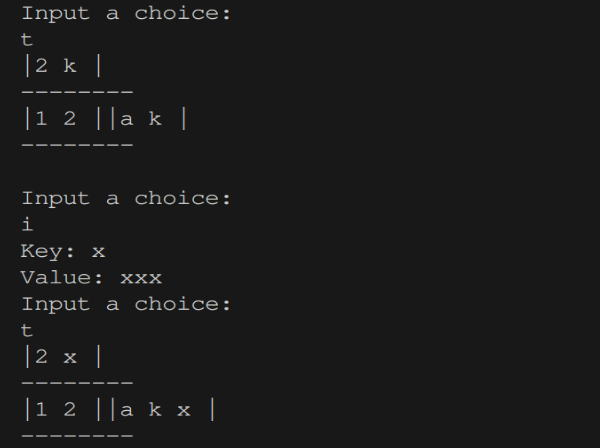 Input a choice:
t
|2 k |
--------
|1 2 ||a k |
--------
Input a choice:
i
Key: x
Value: xxx
Input a choice:
t
|2 x |
--------
|1 2 ||a k x |
--------